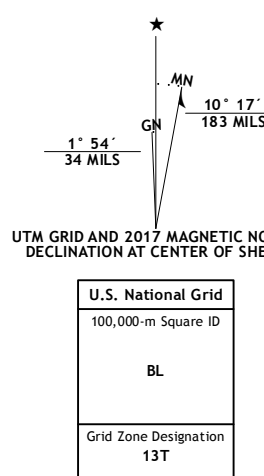 ★
MN
GN
10° 17´
183 MILS
1° 54´
34 MILS
UTM GRID AND 2017 MAGNETIC NO
DECLINATION AT CENTER OF SHE
U.S. National Grid
100,000-m Square ID
BL
Grid Zone Designation
13T